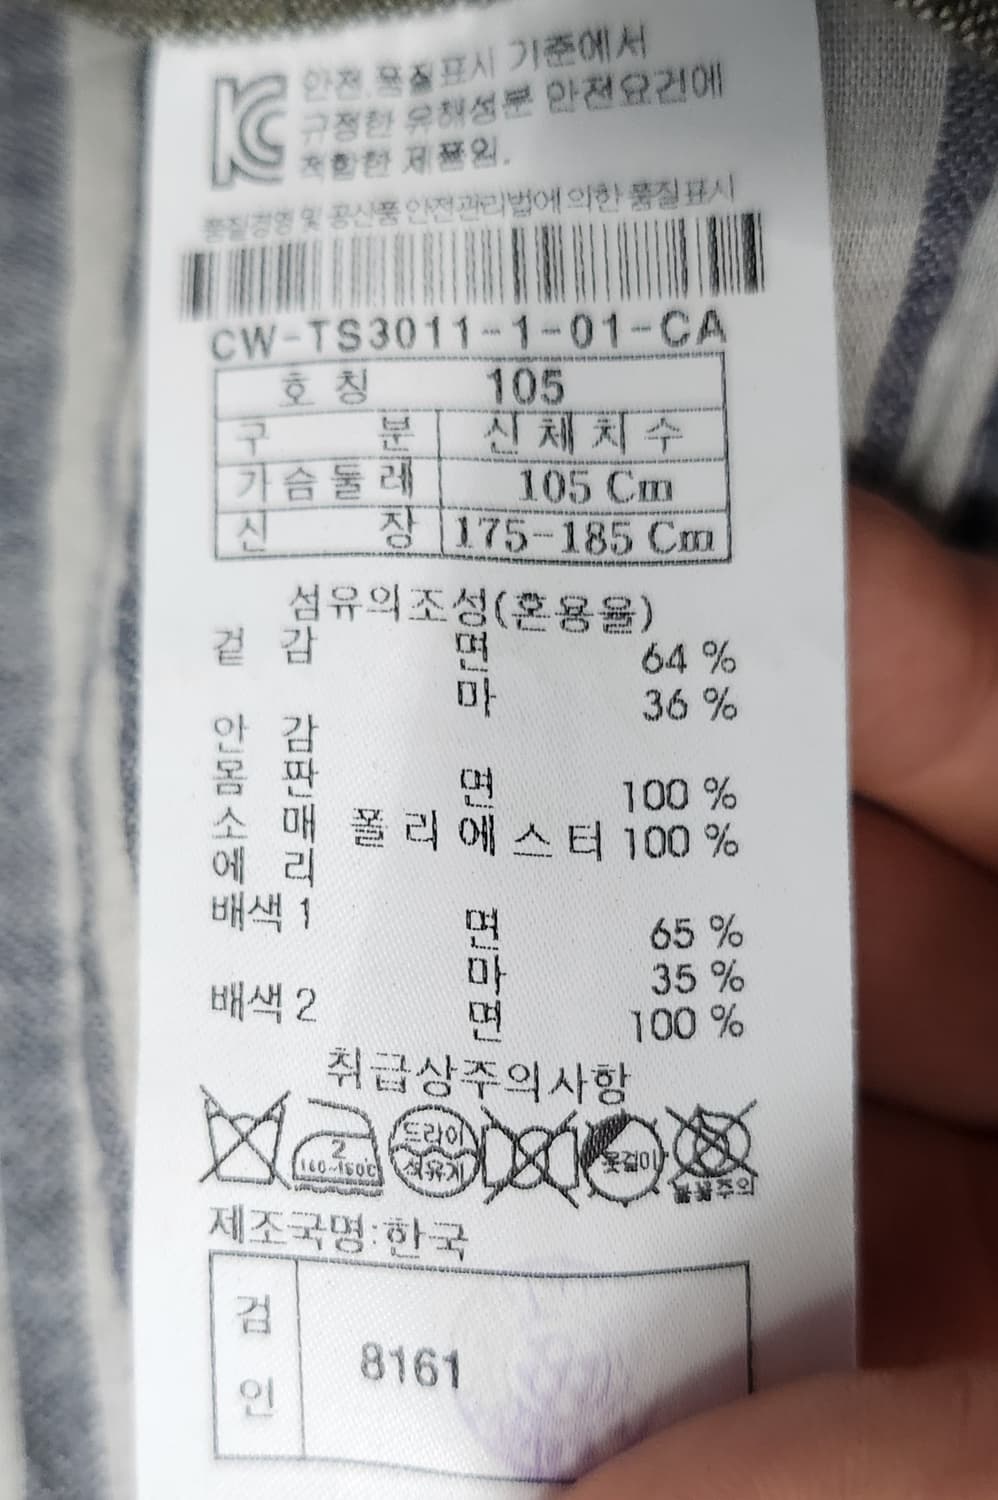 KC 안전.품질표시 기준에서
규정한 유해성분 안전요건에
적합한 제품임.
품질경영 및 공산품 안전관리법에 의한 품질표시
CW-TS3011-1-01-CA
호칭 105
구분 신체치수
가슴둘레 105 Cm
신장 175-185 Cm
섬유의조성(혼용율)
겉감 면 64 %
마 36 %
안감
몸판 면 100 %
소매 폴리에스터 100 %
에리
배색1 면 65 %
마 35 %
배색2 면 100 %
취급상주의사항
2
140~160℃
드라이
석유계
옷걸이
불꽃주의
제조국명:한국
검인 8161